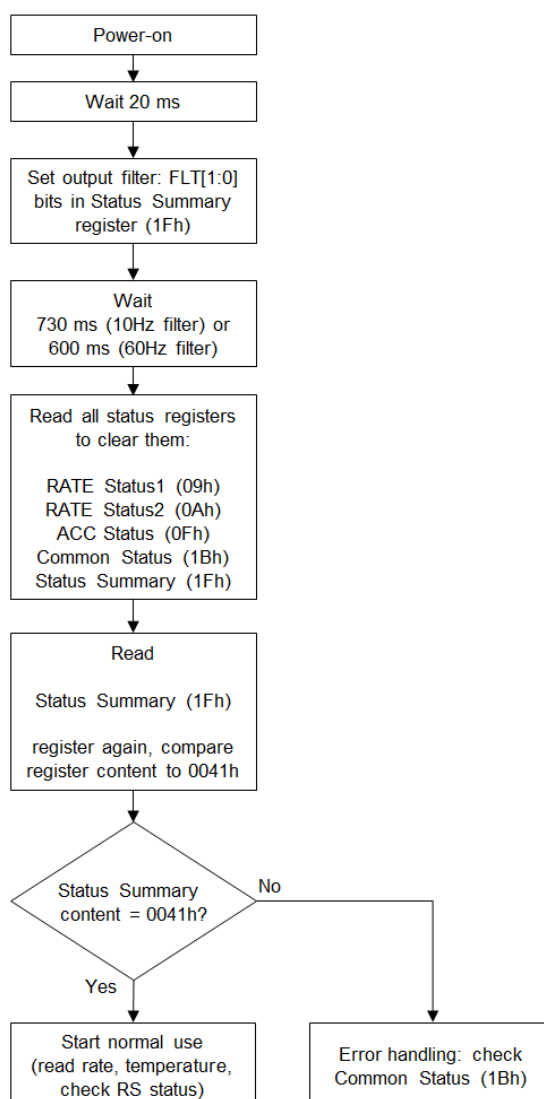 Power-on
Wait 20 ms
Set output filter: FLT[1:0]
bits in Status Summary
register (1Fh)
Wait
730 ms (10Hz filter) or
600 ms (60Hz filter)
Read all status registers
to clear them:
RATE Status1 (09h)
RATE Status2 (0Ah)
ACC Status (0Fh)
Common Status (1Bh)
Status Summary (1Fh)
Read
Status Summary (1Fh)
register again, compare
register content to 0041h
Status Summary
content = 0041h?
No
Yes
Start normal use
(read rate, temperature,
check RS status)
Error handling: check
Common Status (1Bh)